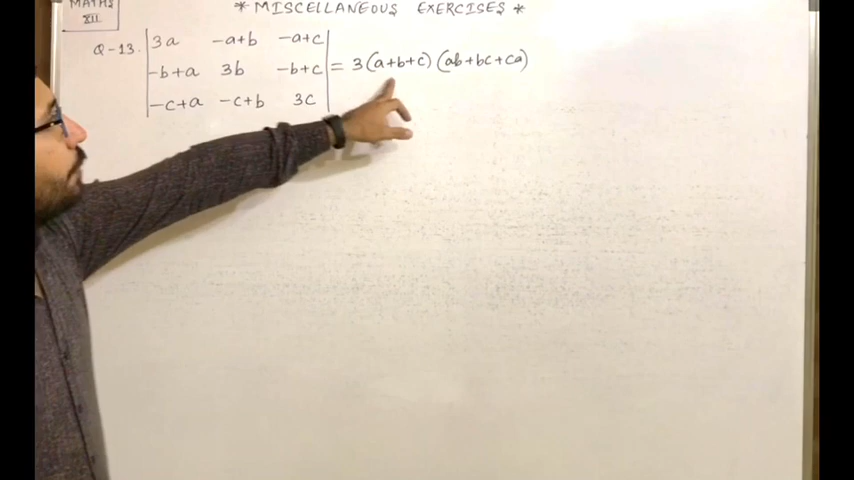 MATHS
XII
* MISCELLANEOUS EXERCISES *
Q-13. | 3a -a+b -a+c |
| -b+a 3b -b+c | = 3(a+b+c)(ab+bc+ca)
| -c+a -c+b 3c |